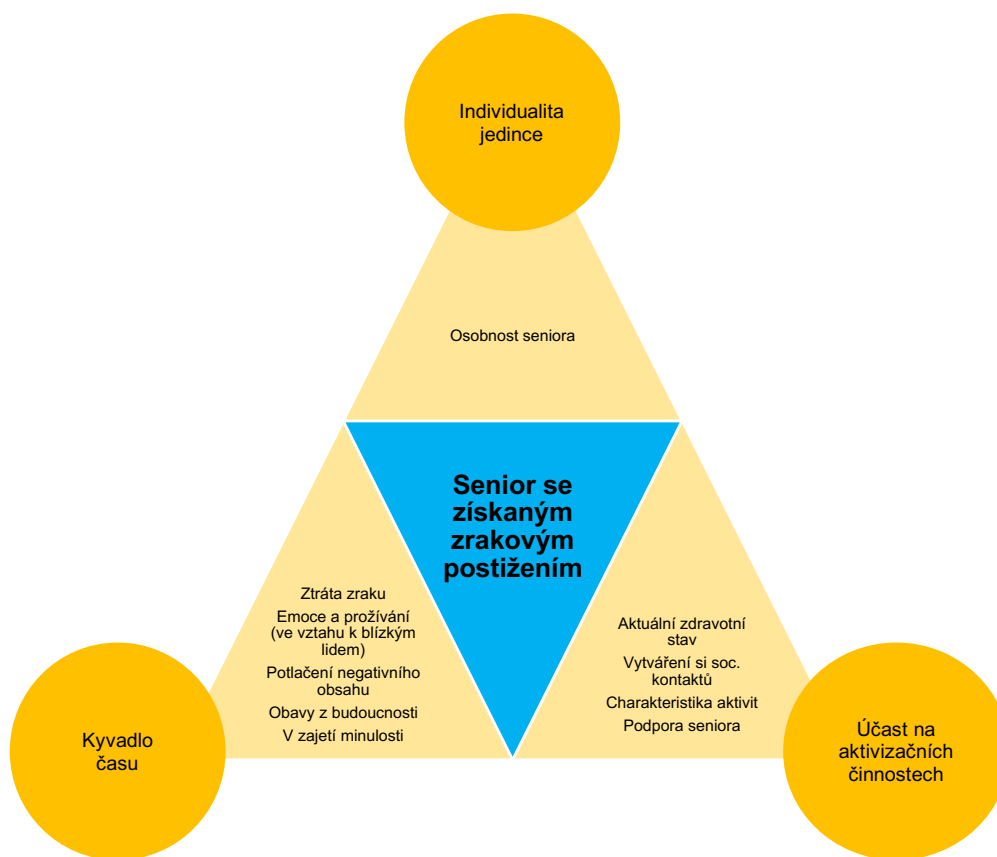 Individualita
jedince
Osobnost seniora
Senior se
získaným
zrakovým
postižením
Ztráta zraku
Emoce a prožívání
(ve vztahu k blízkým
lidem)
Potlačení negativního
obsahu
Obavy z budoucnosti
V zajetí minulosti
Aktuální zdravotní
stav
Vytváření si soc.
kontaktů
Charakteristika aktivit
Podpora seniora
Kyvadlo
času
Účast na
aktivizačních
činnostech